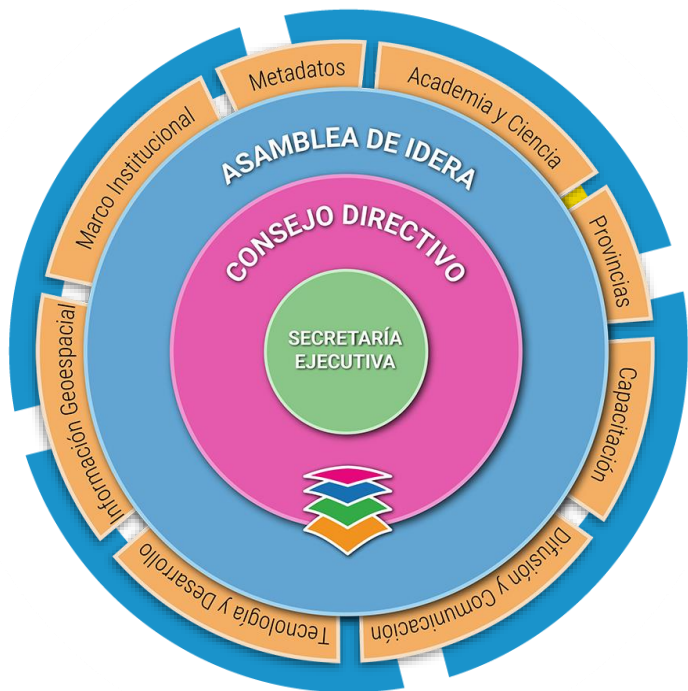 Metadatos
Academia y Ciencia
Provincias
Capacitación
Difusión y Comunicación
Tecnología y Desarrollo
Información Geoespacial
Marco Institucional
ASAMBLEA DE IDERA
CONSEJO DIRECTIVO
SECRETARÍA
EJECUTIVA